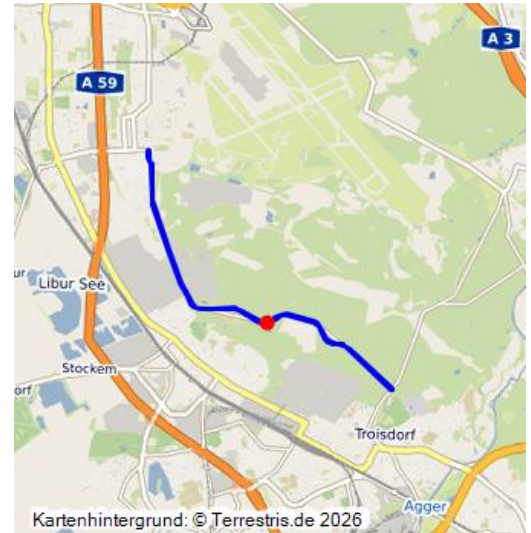 A 3
A 59
Libur See
Stockem
Troisdorf
Agger
Kartenhintergrund: © Terrestris.de 2026